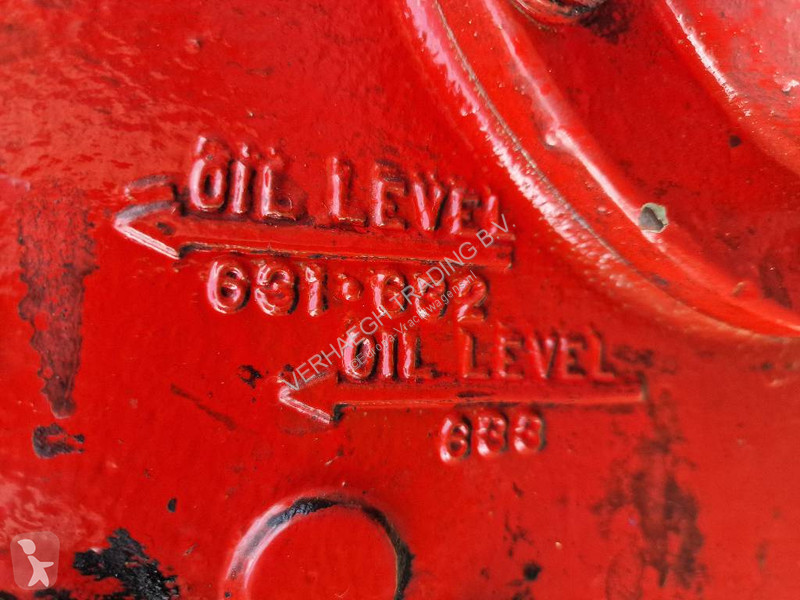 OIL LEVEL
631·632
OIL LEVEL
633
VERHAEGH TRADING B.V.